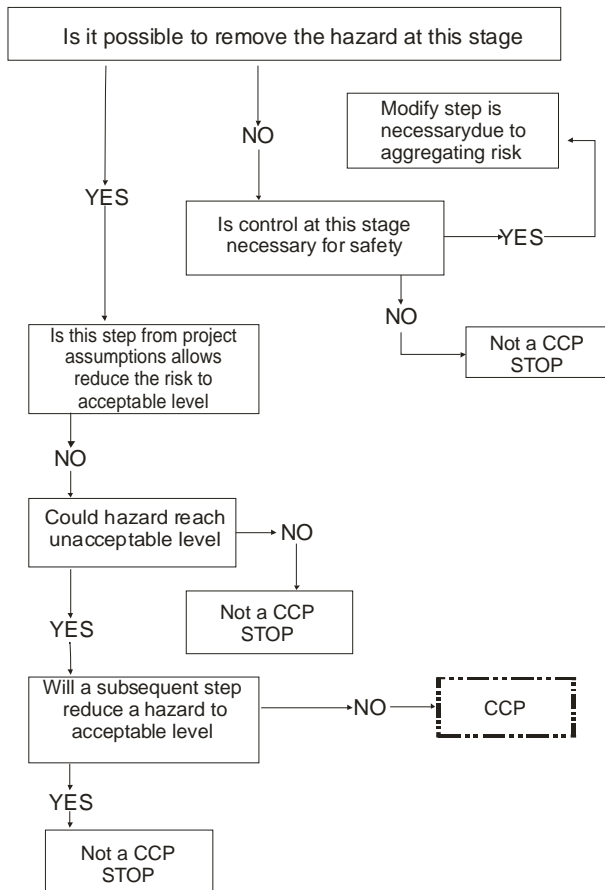 Is it possible to remove the hazard at this stage
NO
YES
Modify step is
necessarydue to
aggregating risk
Is control at this stage
necessary for safety
YES
NO
Not a CCP
STOP
Is this step from project
assumptions allows
reduce the risk to
acceptable level
NO
Could hazard reach
unacceptable level
NO
Not a CCP
STOP
YES
Will a subsequent step
reduce a hazard to
acceptable level
NO
CCP
YES
Not a CCP
STOP